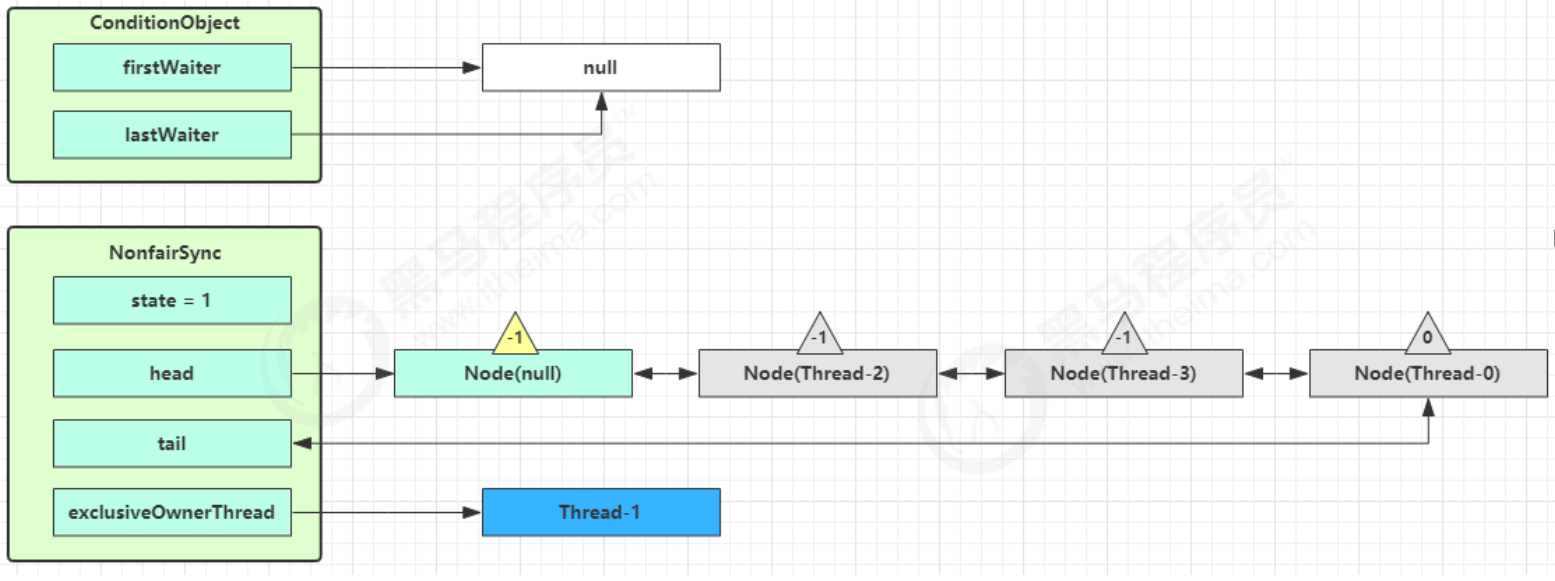 ConditionObject
firstWaiter
null
lastWaiter
NonfairSync
state = 1
-1
-1
-1
0
head
Node(null)
Node(Thread-2)
Node(Thread-3)
Node(Thread-0)
tail
exclusiveOwnerThread
Thread-1
黑马程序员
www.itheima.com
黑马程序员
www.itheima.com